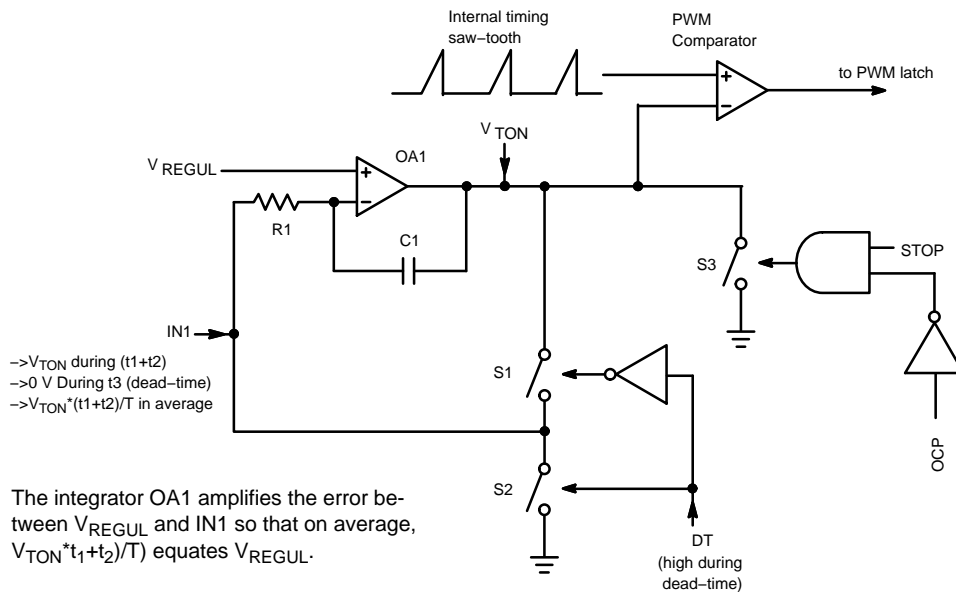 Internal timing
saw−tooth
PWM
Comparator
to PWM latch
V TON
OA1
V REGUL
+
−
+
−
R1
C1
S3
STOP
IN1
−>VTON during (t1+t2)
−>0 V During t3 (dead−time)
−>VTON*(t1+t2)/T in average
S1
OCP
S2
The integrator OA1 amplifies the error be-
tween VREGUL and IN1 so that on average,
VTON*t1+t2)/T) equates VREGUL.
DT
(high during
dead−time)